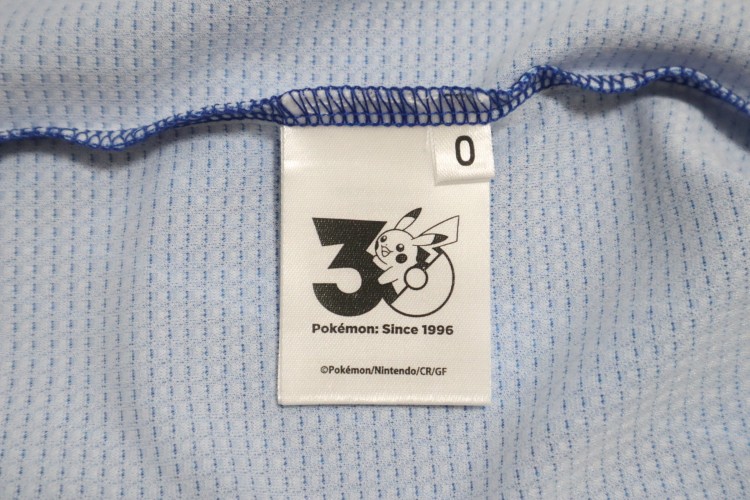 0
30
Pokémon: Since 1996
©Pokémon/Nintendo/CR/GF